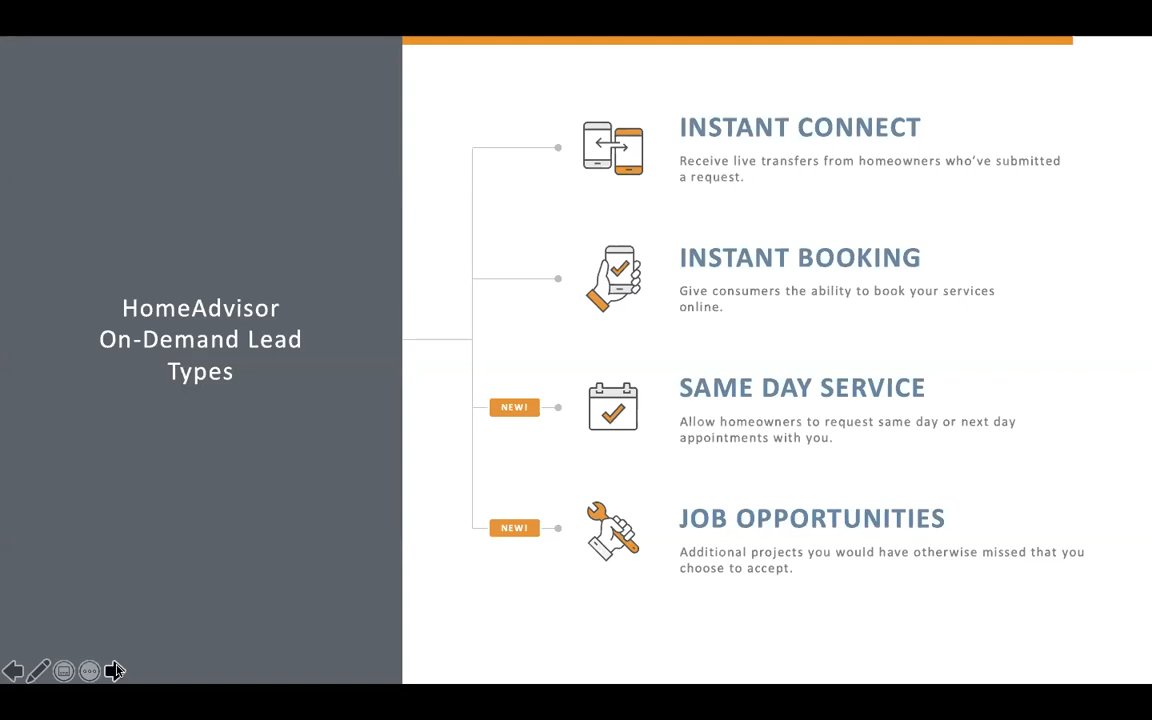 HomeAdvisor
On-Demand Lead
Types
INSTANT CONNECT
Receive live transfers from homeowners who've submitted
a request.
INSTANT BOOKING
Give consumers the ability to book your services
online.
NEW!
SAME DAY SERVICE
Allow homeowners to request same day or next day
appointments with you.
NEW!
JOB OPPORTUNITIES
Additional projects you would have otherwise missed that you
choose to accept.